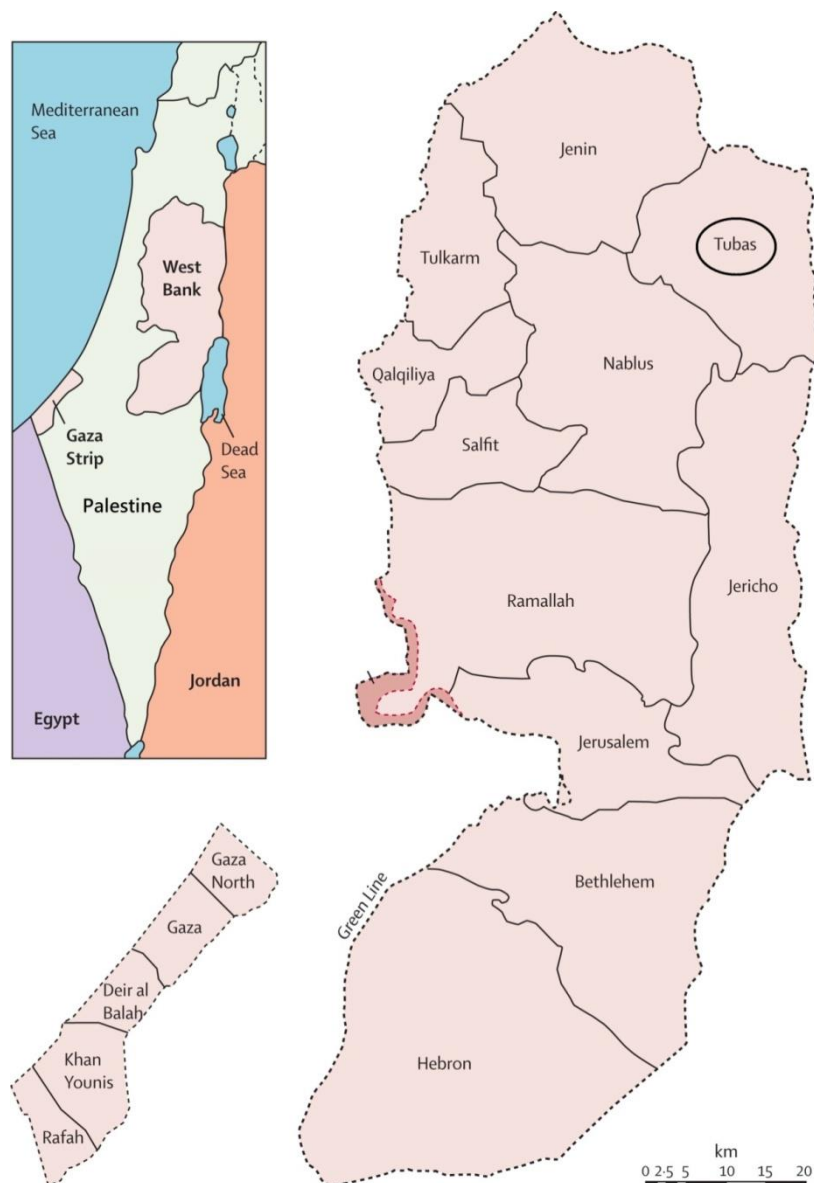 Mediterranean
Sea
West
Bank
Gaza
Strip
Dead
Sea
Palestine
Jordan
Egypt
Jenin
Tubas
Tulkarm
Nablus
Qalqiliya
Salfit
Ramallah
Jericho
Jerusalem
Bethlehem
Green Line
Hebron
Gaza
North
Gaza
Deir al
Balah
Khan
Younis
Rafah
km
0 2·5 5 10 15 20